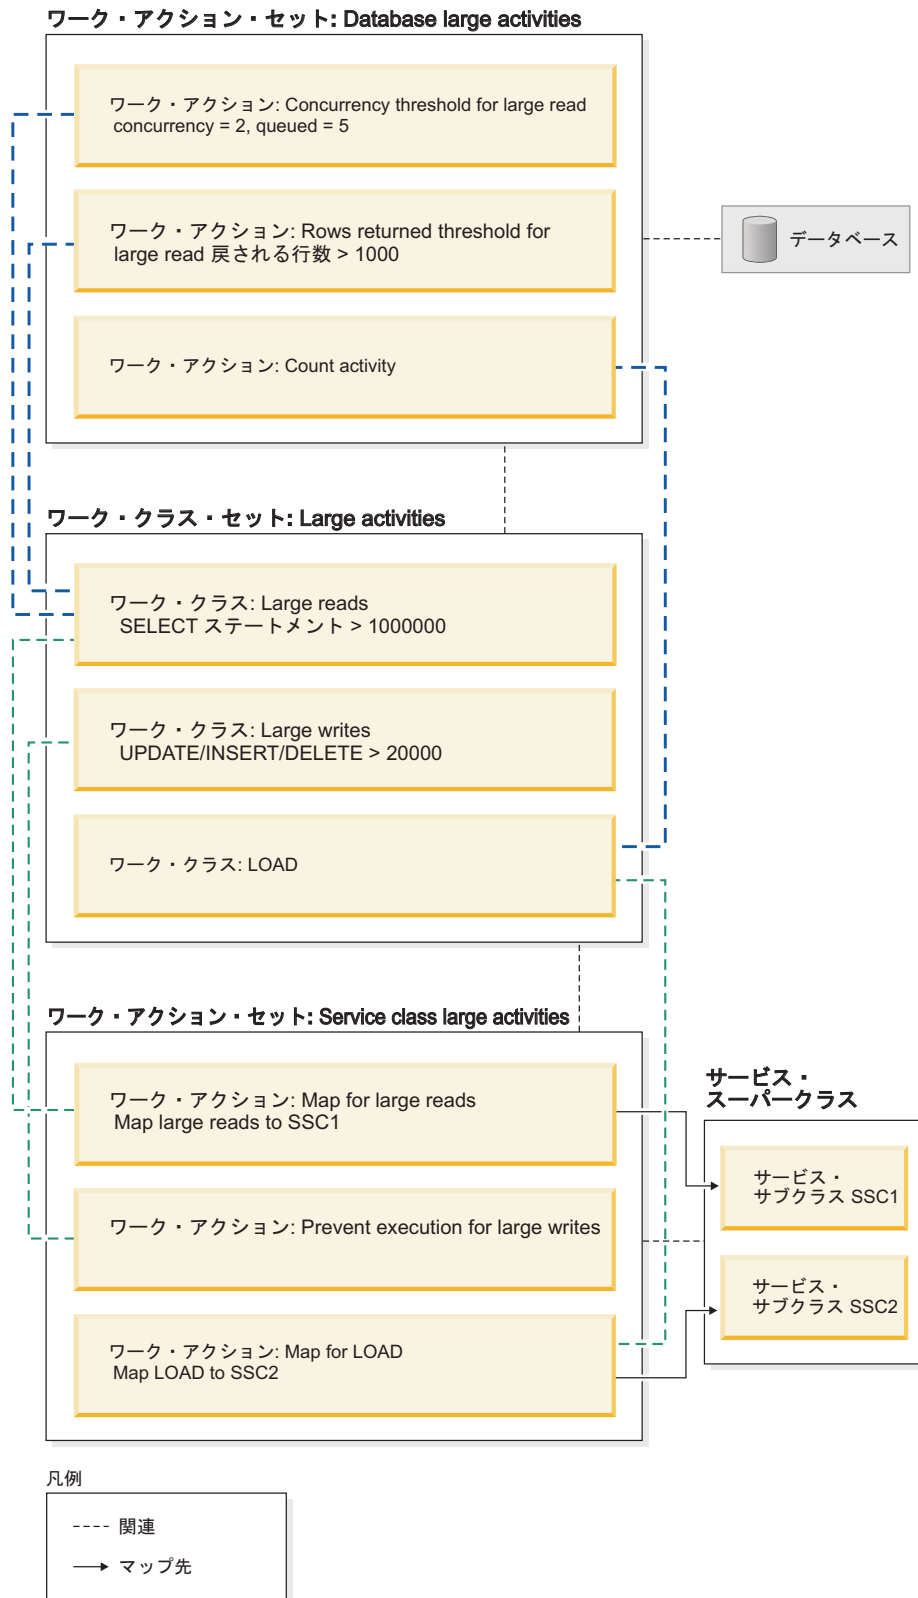 ワーク・アクション・セット: Database large activities
ワーク・アクション: Concurrency threshold for large read
concurrency = 2, queued = 5
ワーク・アクション: Rows returned threshold for
large read 戻される行数 > 1000
データベース
ワーク・アクション: Count activity
ワーク・クラス・セット: Large activities
ワーク・クラス: Large reads
SELECT ステートメント > 1000000
ワーク・クラス: Large writes
UPDATE/INSERT/DELETE > 20000
ワーク・クラス: LOAD
ワーク・アクション・セット: Service class large activities
ワーク・アクション: Map for large reads
Map large reads to SSC1
ワーク・アクション: Prevent execution for large writes
ワーク・アクション: Map for LOAD
Map LOAD to SSC2
サービス・
スーパークラス
サービス・
サブクラス SSC1
サービス・
サブクラス SSC2
凡例
関連
マップ先